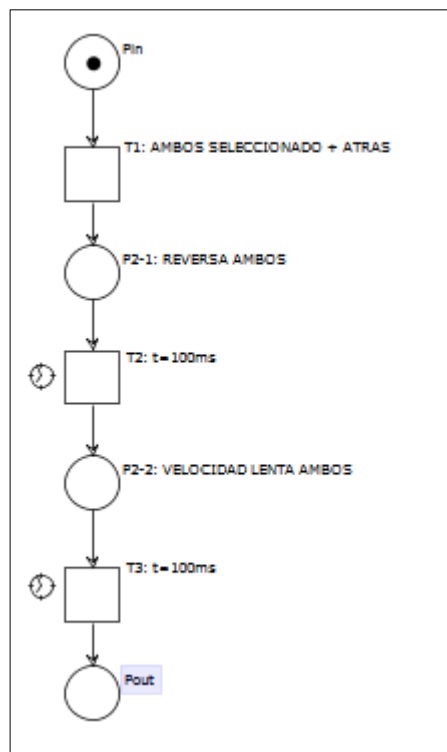 Pin
T1: AMBOS SELECCIONADO + ATRAS
P2-1: REVERSA AMBOS
T2: t=100ms
P2-2: VELOCIDAD LENTA AMBOS
T3: t=100ms
Pout